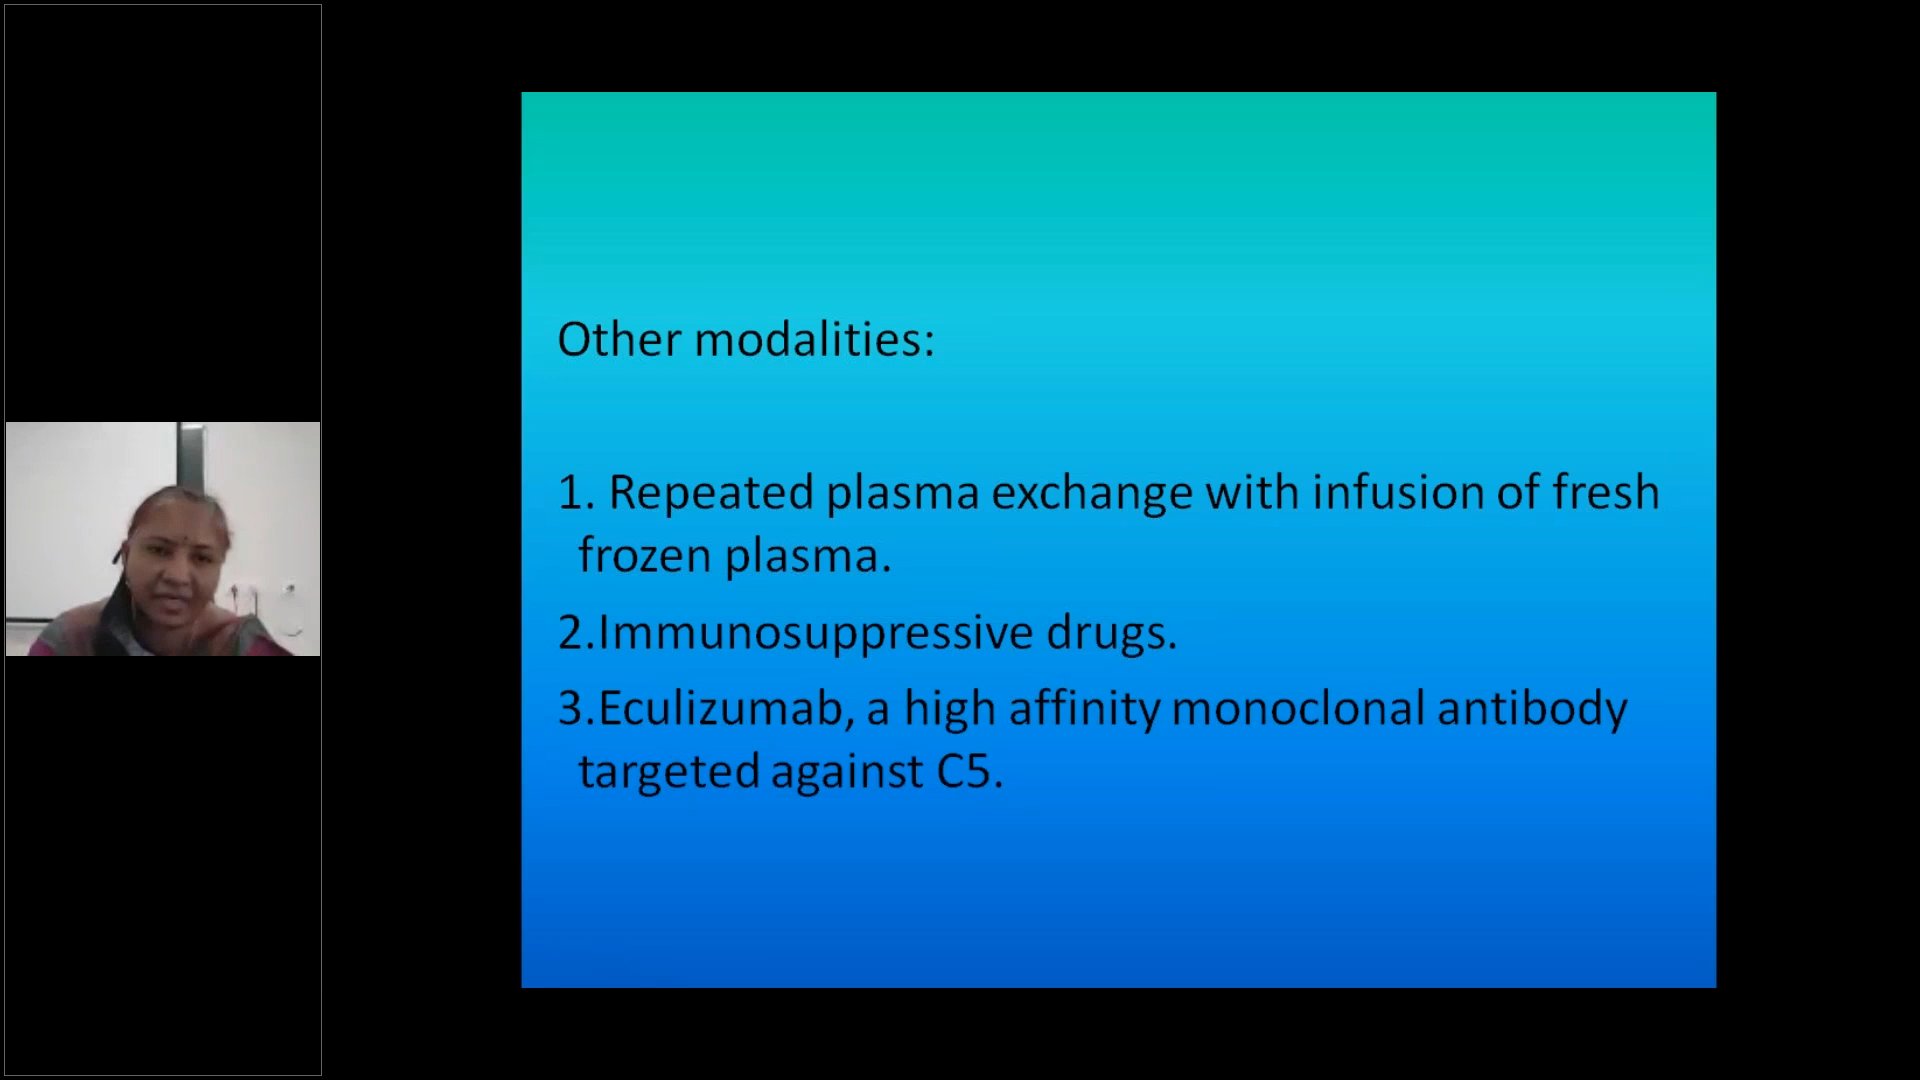 Other modalities:
1. Repeated plasma exchange with infusion of fresh
frozen plasma.
2.Immunosuppressive drugs.
3.Eculizumab, a high affinity monoclonal antibody
targeted against C5.